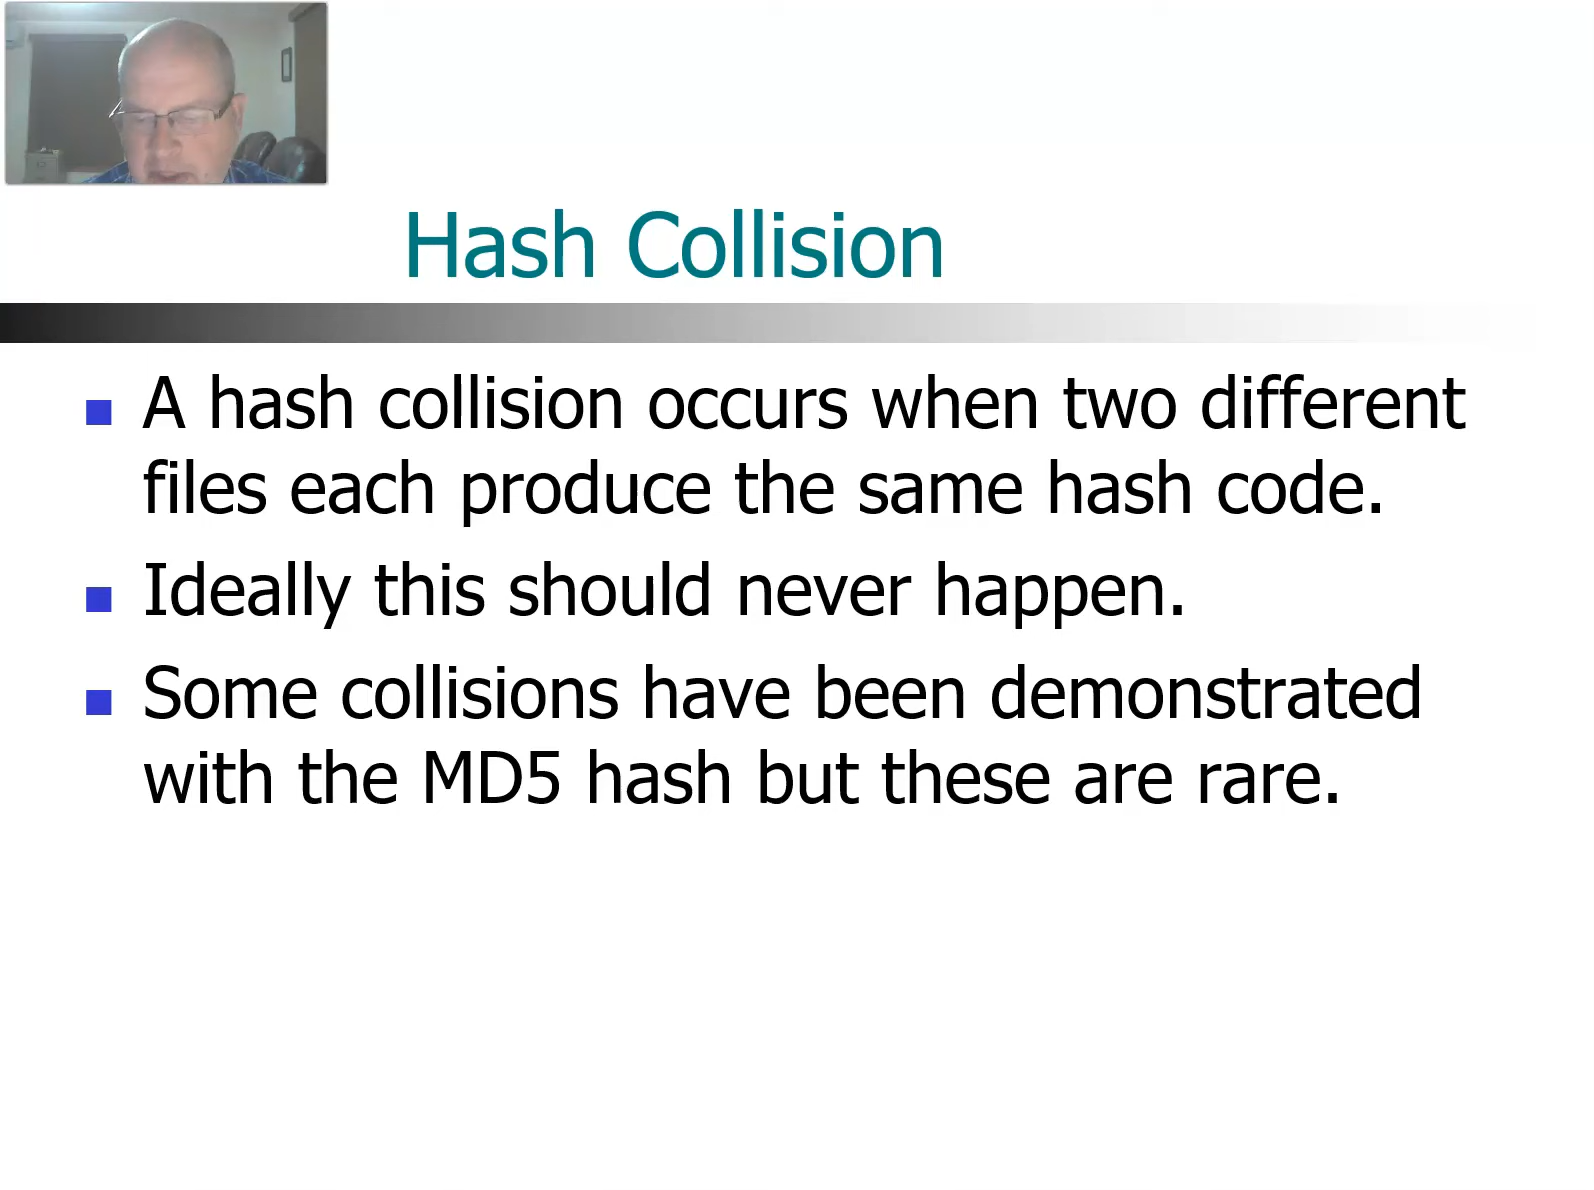 Hash Collision
A hash collision occurs when two different
files each produce the same hash code.
Ideally this should never happen.
Some collisions have been demonstrated
with the MD5 hash but these are rare.